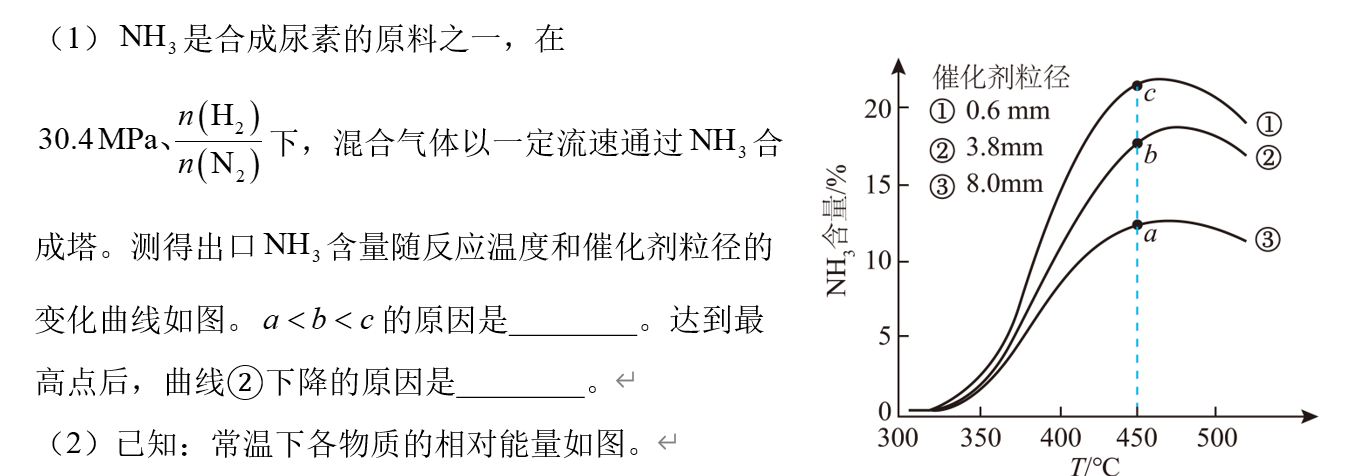 （1）NH₃是合成尿素的原料之一，在
30.4MPa、n(H₂)/n(N₂)下，混合气体以一定流速通过NH₃合
成塔。测得出口NH₃含量随反应温度和催化剂粒径的
变化曲线如图。a<b<c的原因是________。达到最
高点后，曲线②下降的原因是________。↵
（2）已知：常温下各物质的相对能量如图。↵
催化剂粒径
① 0.6 mm
② 3.8mm
③ 8.0mm
NH₃含量/%
20
15
10
5
0
c
b
a
①
②
③
300 350 400 450 500
T/°C